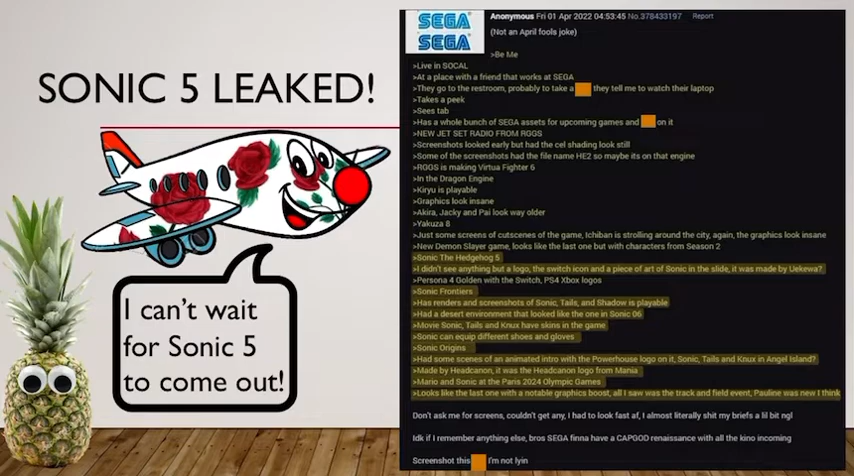 SONIC 5 LEAKED!
I can't wait
for Sonic 5
to come out!
SEGA
SEGA
Anonymous Fri 01 Apr 2022 04:53:45 No.378433197 Report
(Not an April fools joke)
>Be Me
>Live in SOCAL
>At a place with a friend that works at SEGA
>They go to the restroom, probably to take a they tell me to watch their laptop
>Takes a peek
>Sees tab
>Has a whole bunch of SEGA assets for upcoming games and on it
>NEW JET SET RADIO FROM RGGS
>Screenshots looked early but had the cel shading look still
>Some of the screenshots had the file name HE2 so maybe its on that engine
>RGGS is making Virtua Fighter 6
>In the Dragon Engine
>Kiryu is playable
>Graphics look insane
>Akira, Jacky and Pai look way older
>Yakuza 8
>Just some screens of cutscenes of the game, Ichiban is strolling around the city, again, the graphics look insane
>New Demon Slayer game, looks like the last one but with characters from Season 2
>Sonic The Hedgehog 5
>I didn't see anything but a logo, the switch icon and a piece of art of Sonic in the slide, it was made by Uekewa?
>Persona 4 Golden with the Switch, PS4 Xbox logos
>Sonic Frontiers
>Has renders and screenshots of Sonic, Tails, and Shadow is playable
>Had a desert environment that looked like the one in Sonic 06
>Movie Sonic, Tails and Knux have skins in the game
>Sonic can equip different shoes and gloves
>Sonic Origins
>Had some scenes of an animated intro with the Powerhouse logo on it, Sonic, Tails and Knux in Angel Island?
>Made by Headcanon, it was the Headcanon logo from Mania
>Mario and Sonic at the Paris 2024 Olympic Games
>Looks like the last one with a notable graphics boost, all I saw was the track and field event, Pauline was new I think
Don't ask me for screens, couldn't get any, I had to look fast af, I almost literally shit my briefs a lil bit ngl
Idk if I remember anything else, bros SEGA finna have a CAPGOD renaissance with all the kino incoming
Screenshot this I'm not lyin